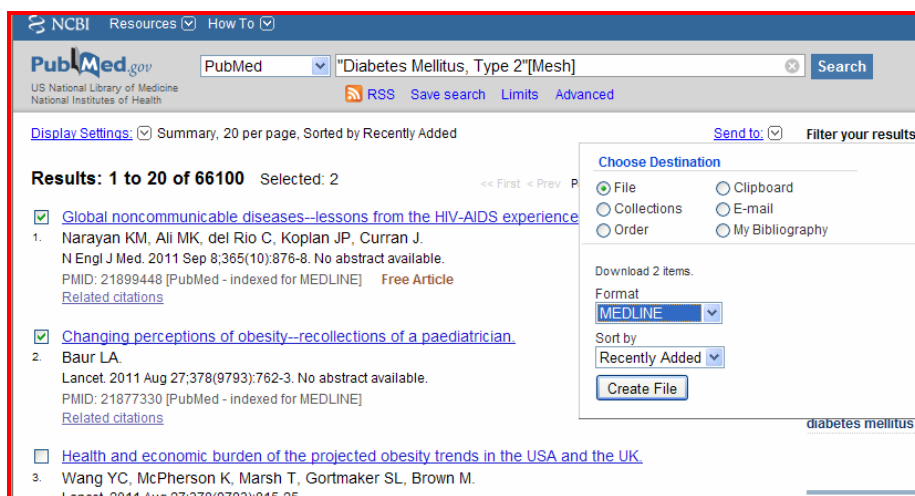 NCBI Resources How To
PubMed.gov
US National Library of Medicine
National Institutes of Health
PubMed
"Diabetes Mellitus, Type 2"[Mesh]
Search
RSS Save search Limits Advanced
Display Settings: Summary, 20 per page, Sorted by Recently Added
Send to:
Filter your results
Results: 1 to 20 of 66100 Selected: 2
<< First < Prev P
Choose Destination
File Clipboard
Collections E-mail
Order My Bibliography
Download 2 items.
Format
MEDLINE
Sort by
Recently Added
Create File
Global noncommunicable diseases--lessons from the HIV-AIDS experience
1. Narayan KM, Ali MK, del Rio C, Koplan JP, Curran J.
N Engl J Med. 2011 Sep 8;365(10):876-8. No abstract available.
PMID: 21899448 [PubMed - indexed for MEDLINE] Free Article
Related citations
Changing perceptions of obesity--recollections of a paediatrician.
2. Baur LA.
Lancet. 2011 Aug 27;378(9793):762-3. No abstract available.
PMID: 21877330 [PubMed - indexed for MEDLINE]
Related citations
diabetes mellitus
Health and economic burden of the projected obesity trends in the USA and the UK.
3. Wang YC, McPherson K, Marsh T, Gortmaker SL, Brown M.
Lancet. 2011 Aug 27;378(9793):815-25.